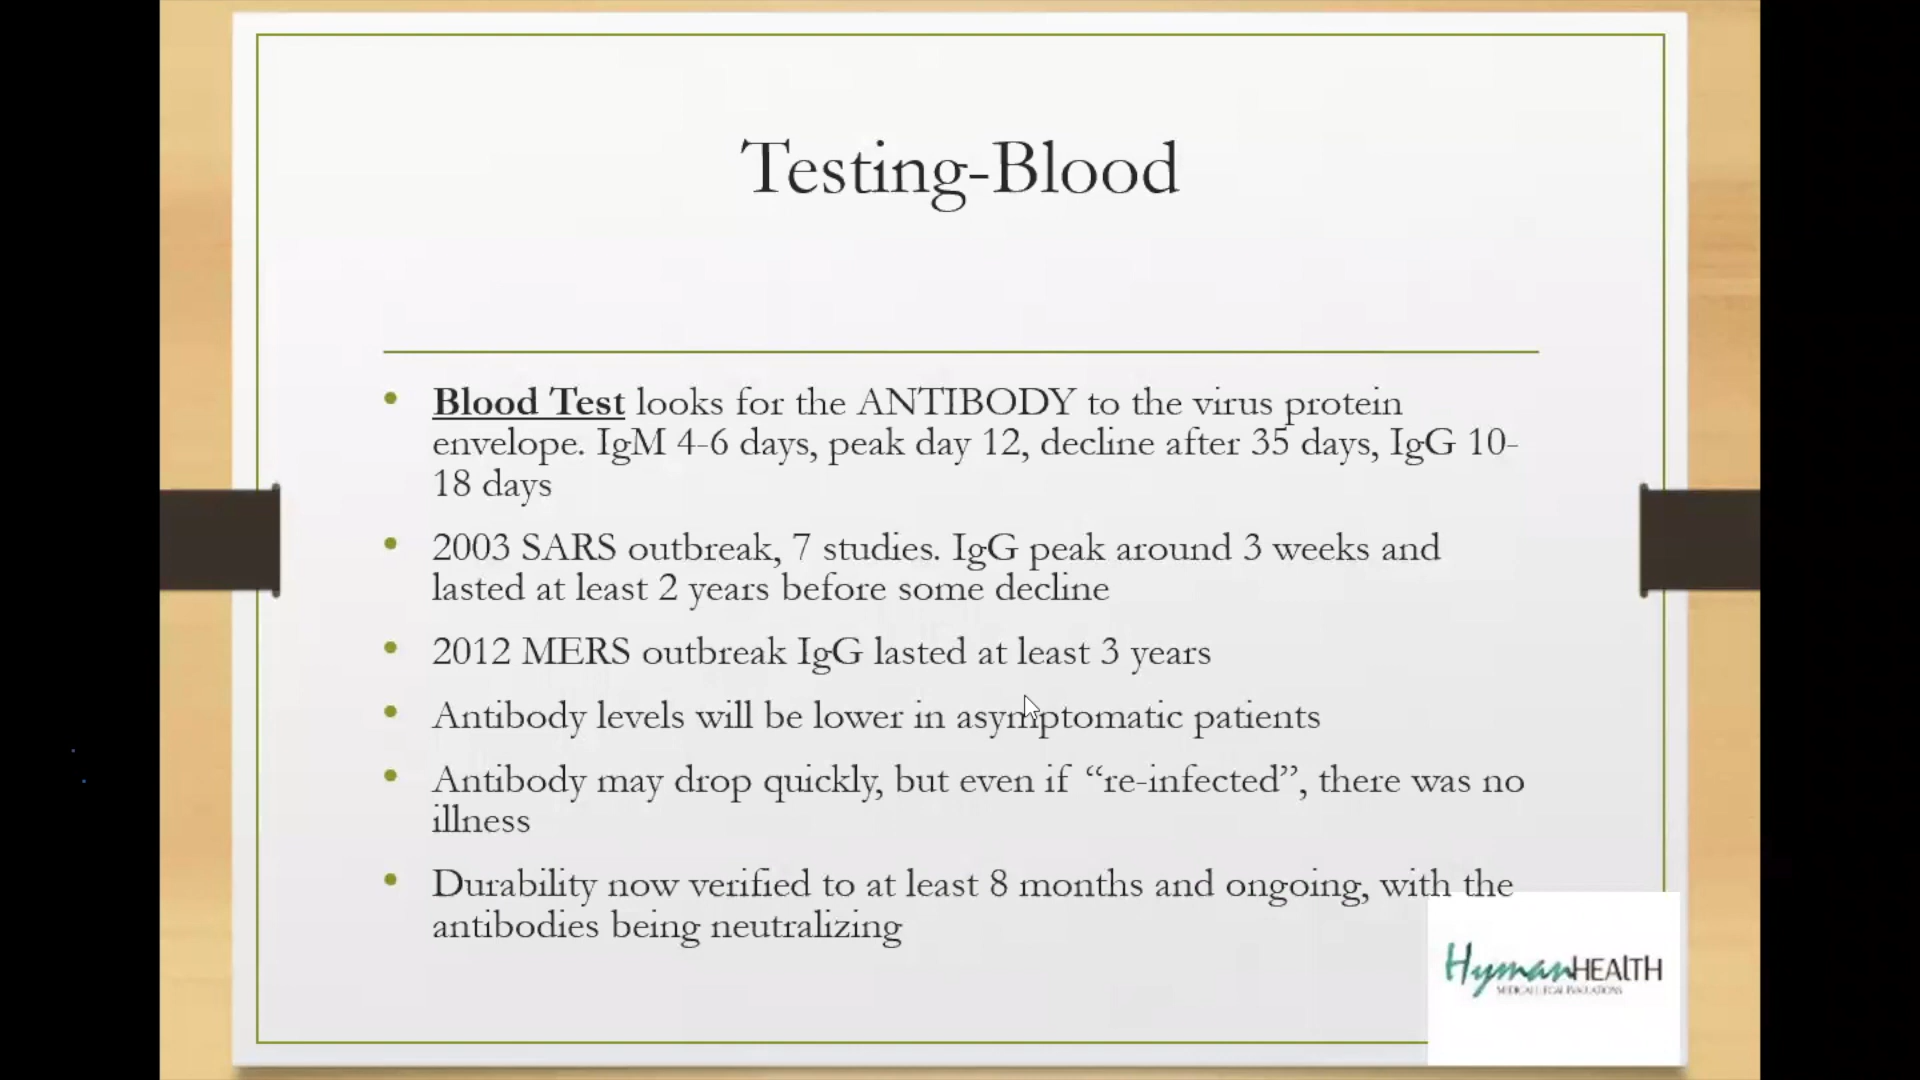 Testing-Blood
• Blood Test looks for the ANTIBODY to the virus protein
envelope. IgM 4-6 days, peak day 12, decline after 35 days, IgG 10-
18 days
• 2003 SARS outbreak, 7 studies. IgG peak around 3 weeks and
lasted at least 2 years before some decline
• 2012 MERS outbreak IgG lasted at least 3 years
• Antibody levels will be lower in asymptomatic patients
• Antibody may drop quickly, but even if “re-infected”, there was no
illness
• Durability now verified to at least 8 months and ongoing, with the
antibodies being neutralizing
HymanHEALTH